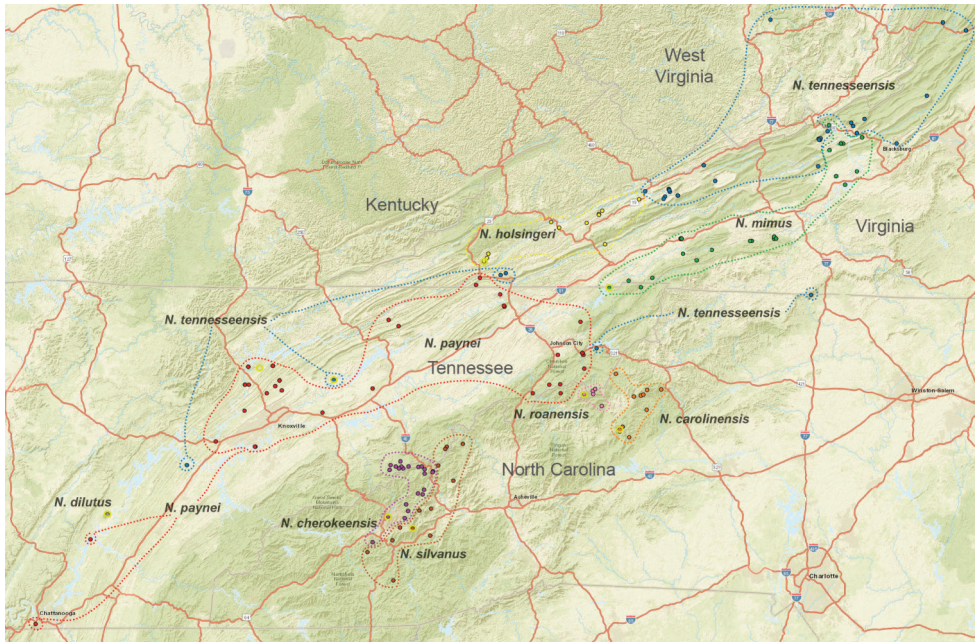 West
Virginia
N. tennesseensis
Blacksburg
Kentucky
N. holsingeri
N. mimus
Virginia
N. tennesseensis
N. tennesseensis
N. paynei
Johnson City
Tennessee
Winston-Salem
N. roanensis
N. carolinensis
Knoxville
North Carolina
N. dilutus
N. paynei
Asheville
N. cherokeensis
N. silvanus
Charlotte
Chattanooga